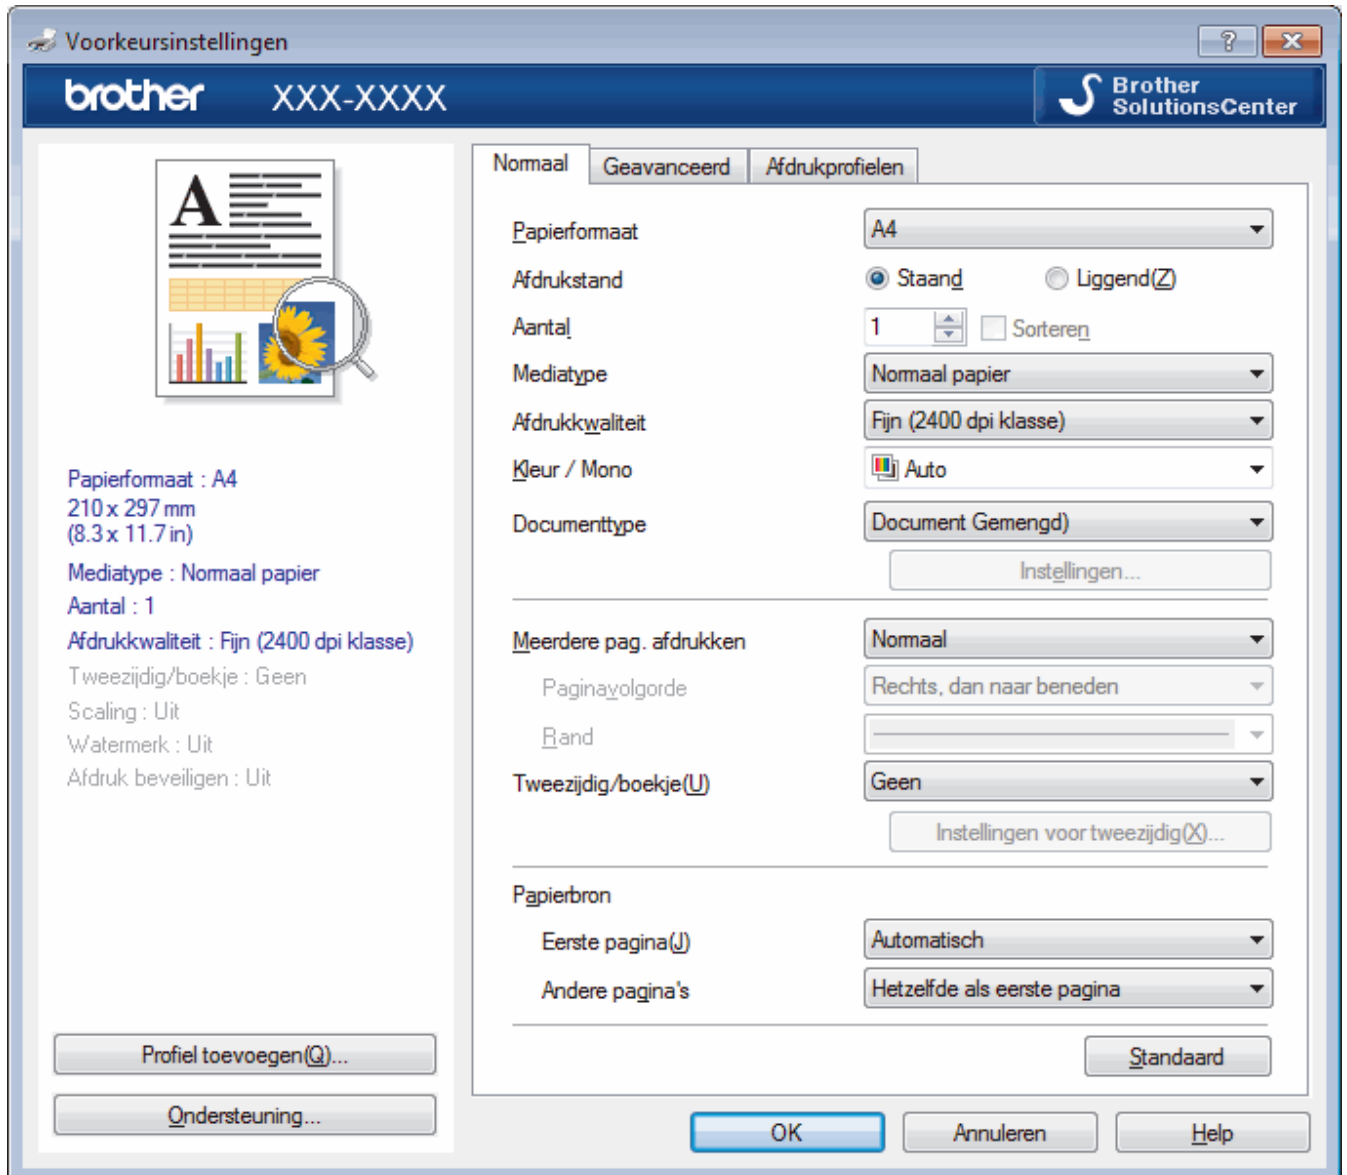 Voorkeursinstellingen
brother XXX-XXXX
Brother
SolutionsCenter
A
Papierformaat : A4
210 x 297 mm
(8.3 x 11.7 in)
Mediatype : Normaal papier
Aantal : 1
Afdrukkwaliteit : Fijn (2400 dpi klasse)
Tweezijdig/boekje : Geen
Scaling : Uit
Watermerk : Uit
Afdruk beveiligen : Uit
Profiel toevoegen(Q)...
Ondersteuning...
Normaal Geavanceerd Afdrukprofielen
Papierformaat A4
Afdrukstand Staand Liggend(Z)
Aantal 1 Sorteren
Mediatype Normaal papier
Afdrukkwaliteit Fijn (2400 dpi klasse)
Kleur / Mono Auto
Documenttype Document Gemengd)
Instellingen...
Meerdere pag. afdrukken Normaal
Paginavolgorde Rechts, dan naar beneden
Rand
Tweezijdig/boekje(U) Geen
Instellingen voor tweezijdig(X)...
Papierbron
Eerste pagina(J) Automatisch
Andere pagina's Hetzelfde als eerste pagina
Standaard
OK Annuleren Help